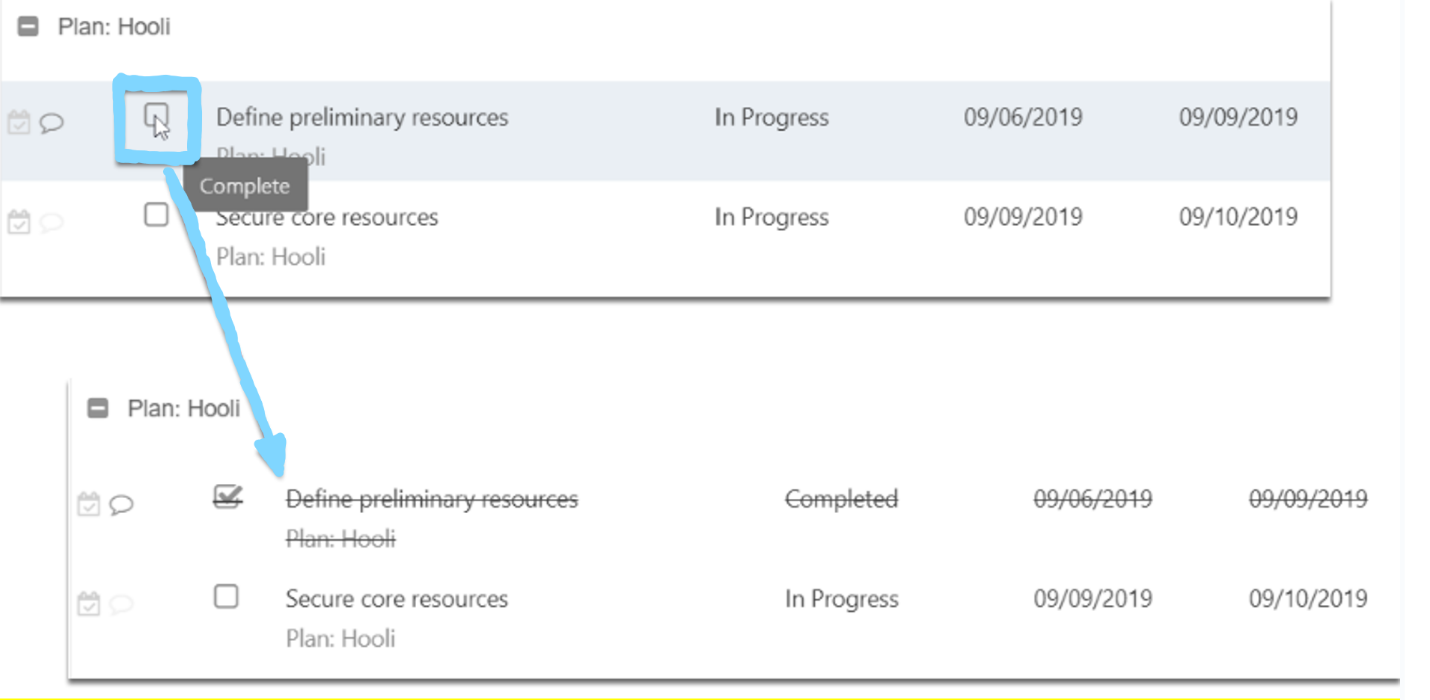 Plan: Hooli
Define preliminary resources In Progress 09/06/2019 09/09/2019
Plan: Hooli
Complete
Secure core resources In Progress 09/09/2019 09/10/2019
Plan: Hooli
Plan: Hooli
Define preliminary resources Completed 09/06/2019 09/09/2019
Plan: Hooli
Secure core resources In Progress 09/09/2019 09/10/2019
Plan: Hooli